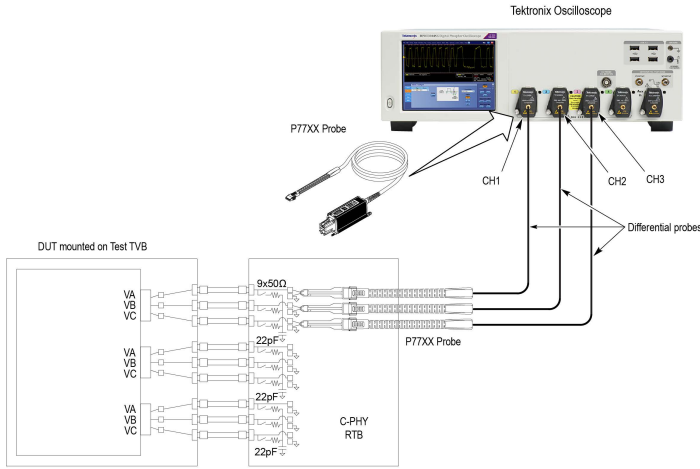 Tektronix Oscilloscope
Tektronix
P77XX Probe
CH1
CH2
CH3
Differential probes
DUT mounted on Test TVB
9x50Ω
VA
VB
VC
P77XX Probe
22pF
VA
VB
VC
22pF
VA
VB
VC
C-PHY
RTB
22pF